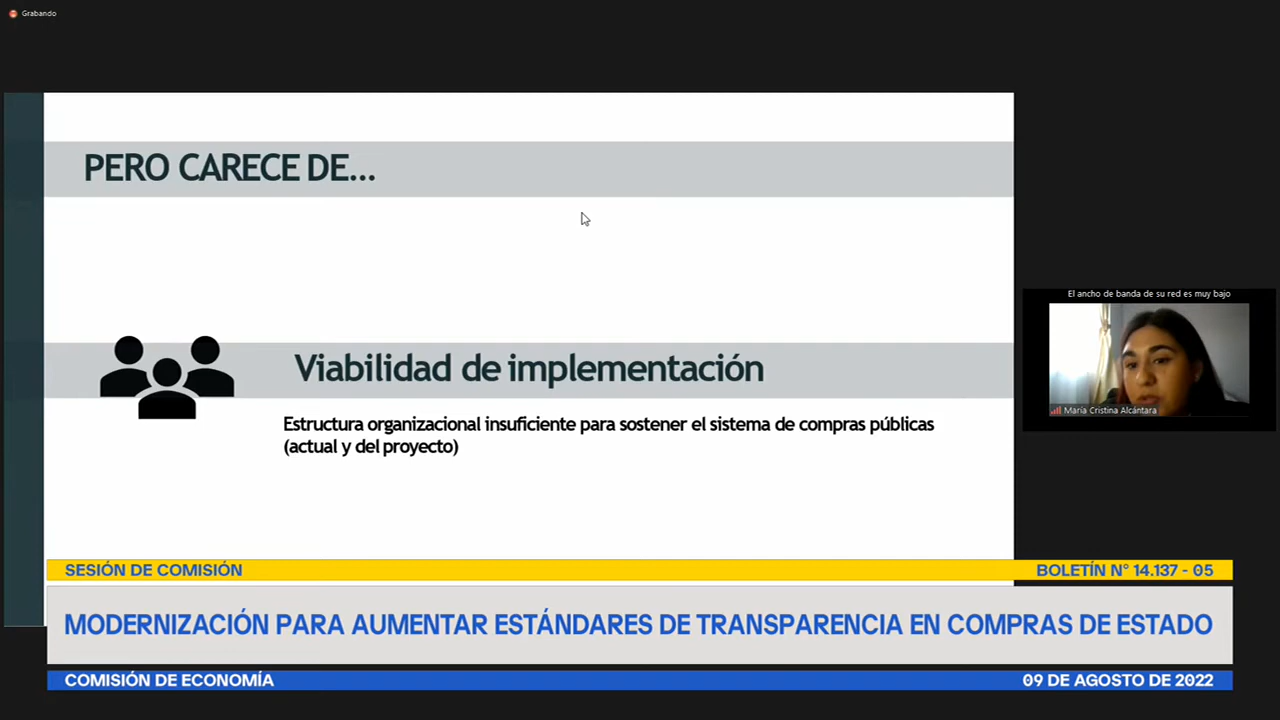 Grabando
PERO CARECE DE...
El ancho de banda de su red es muy bajo
Viabilidad de implementación
María Cristina Alcántara
Estructura organizacional insuficiente para sostener el sistema de compras públicas
(actual y del proyecto)
SESIÓN DE COMISIÓN
BOLETÍN N° 14.137 - 05
MODERNIZACIÓN PARA AUMENTAR ESTÁNDARES DE TRANSPARENCIA EN COMPRAS DE ESTADO
COMISIÓN DE ECONOMÍA
09 DE AGOSTO DE 2022